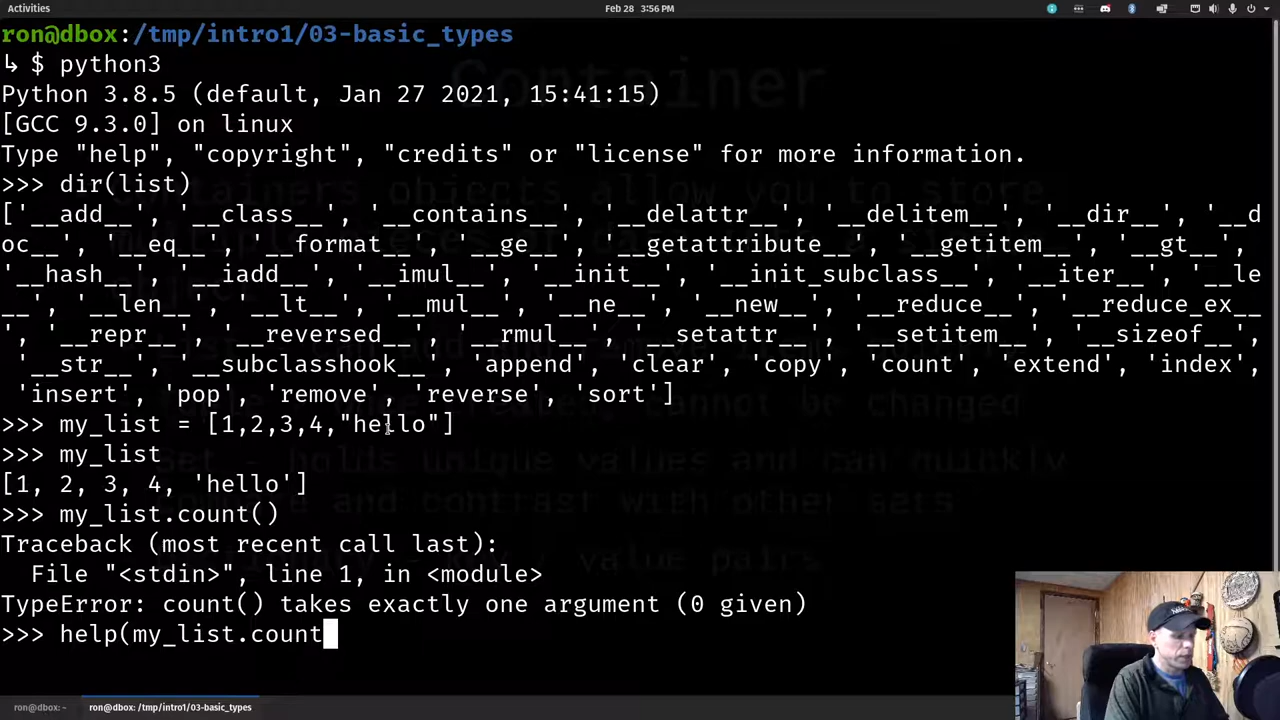 Activities
Feb 28 3:56 PM
ron@dbox:/tmp/intro1/03-basic_types
↳ $ python3
Python 3.8.5 (default, Jan 27 2021, 15:41:15)
[GCC 9.3.0] on linux
Type "help", "copyright", "credits" or "license" for more information.
>>> dir(list)
['__add__', '__class__', '__contains__', '__delattr__', '__delitem__', '__dir__', '__d
oc__', '__eq__', '__format__', '__ge__', '__getattribute__', '__getitem__', '__gt__',
'__hash__', '__iadd__', '__imul__', '__init__', '__init_subclass__', '__iter__', '__le
__', '__len__', '__lt__', '__mul__', '__ne__', '__new__', '__reduce__', '__reduce_ex__
', '__repr__', '__reversed__', '__rmul__', '__setattr__', '__setitem__', '__sizeof__',
'__str__', '__subclasshook__', 'append', 'clear', 'copy', 'count', 'extend', 'index',
'insert', 'pop', 'remove', 'reverse', 'sort']
>>> my_list = [1,2,3,4,"hello"]
>>> my_list
[1, 2, 3, 4, 'hello']
>>> my_list.count()
Traceback (most recent call last):
  File "<stdin>", line 1, in <module>
TypeError: count() takes exactly one argument (0 given)
>>> help(my_list.count
ron@dbox: ~
ron@dbox: /tmp/intro1/03-basic_types